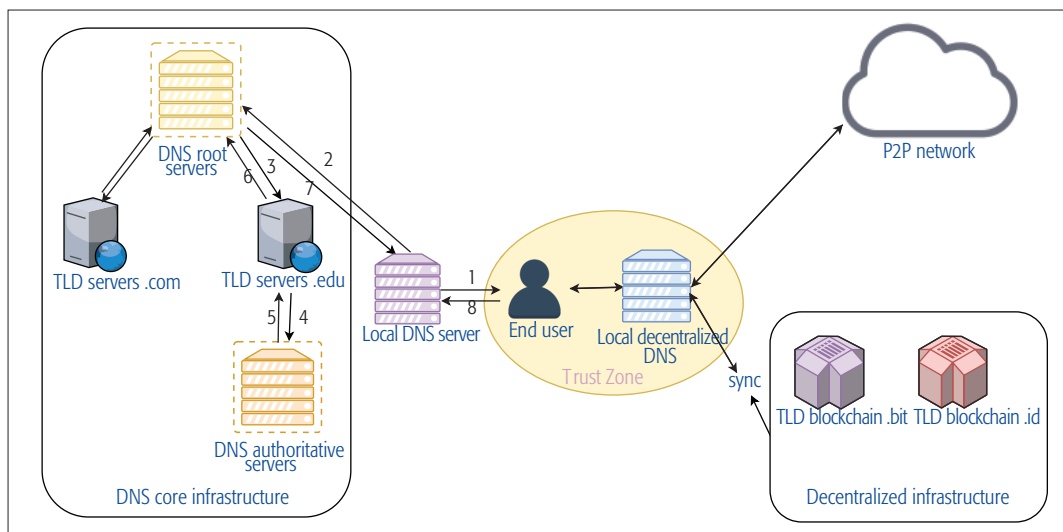 DNS root
servers
2
3
6
7
TLD servers .com
TLD servers .edu
5
4
DNS authoritative
servers
DNS core infrastructure
Local DNS server
1
8
End user
Local decentralized
DNS
Trust Zone
P2P network
sync
TLD blockchain .bit
TLD blockchain .id
Decentralized infrastructure